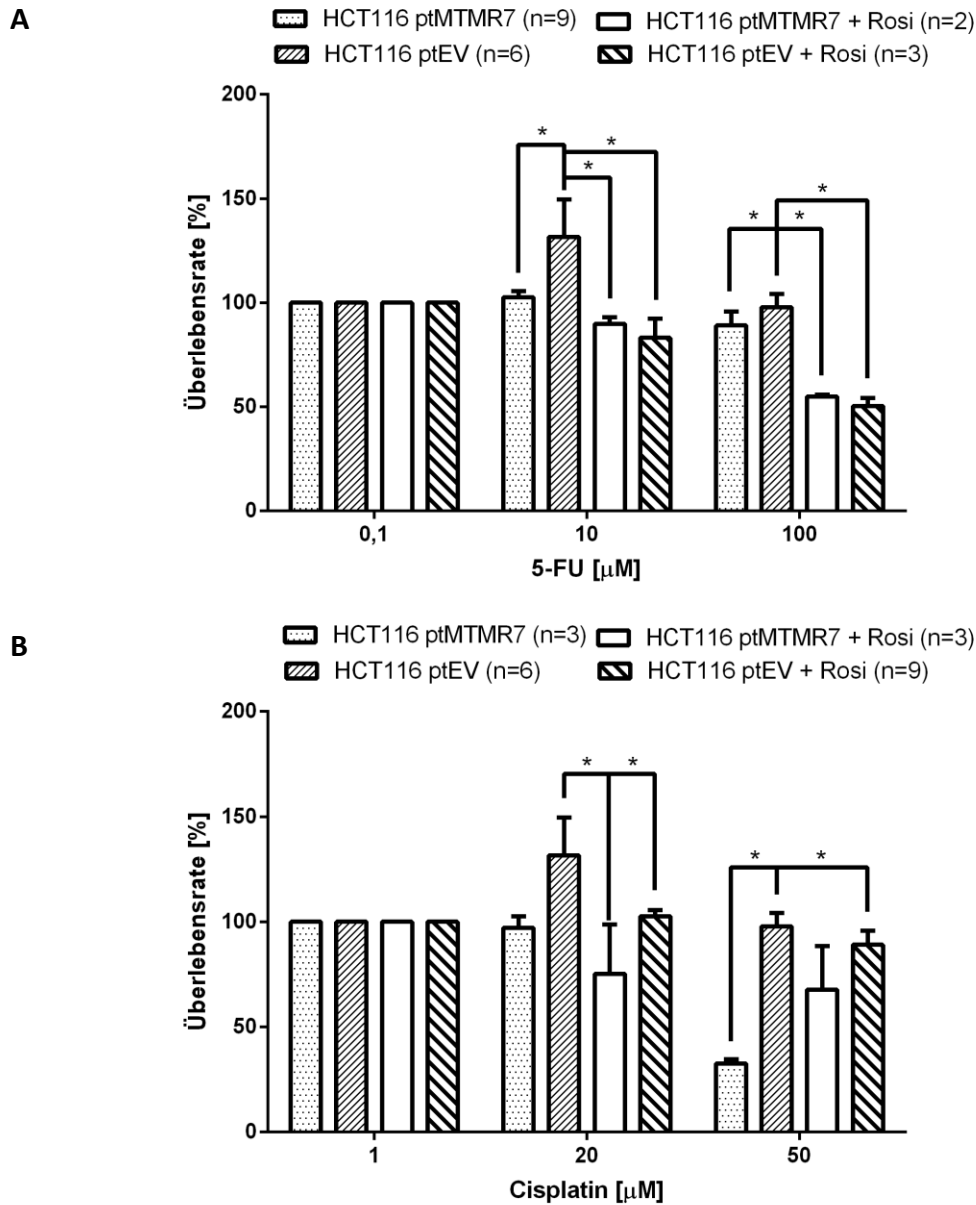 A
HCT116 ptMTMR7 (n=9) HCT116 ptMTMR7 + Rosi (n=2)
HCT116 ptEV (n=6) HCT116 ptEV + Rosi (n=3)
200
150
100
50
0
Überlebensrate [%]
* * *
* * *
0,1 10 100
5-FU [μM]
B
HCT116 ptMTMR7 (n=3) HCT116 ptMTMR7 + Rosi (n=3)
HCT116 ptEV (n=6) HCT116 ptEV + Rosi (n=9)
200
150
100
50
0
Überlebensrate [%]
* *
* *
1 20 50
Cisplatin [μM]